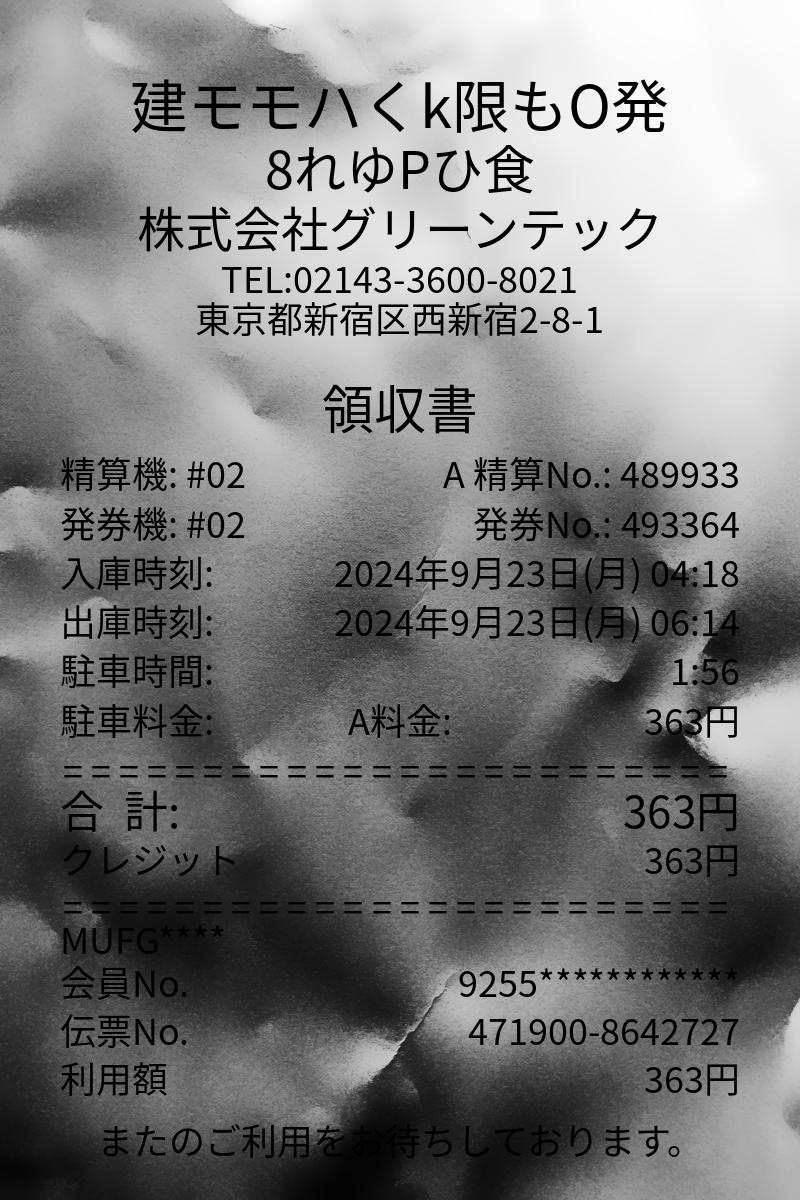 建モモハくk限もO発
8れゆPひ食
株式会社グリーンテック
TEL:02143-3600-8021
東京都新宿区西新宿2-8-1
領収書
精算機: #02 A 精算No.: 489933
発券機: #02 発券No.: 493364
入庫時刻: 2024年9月23日(月) 04:18
出庫時刻: 2024年9月23日(月) 06:14
駐車時間: 1:56
駐車料金: A料金: 363円
========================
合 計: 363円
クレジット 363円
========================
MUFG****
会員No. 9255************
伝票No. 471900-8642727
利用額 363円
またのご利用をお待ちしております。